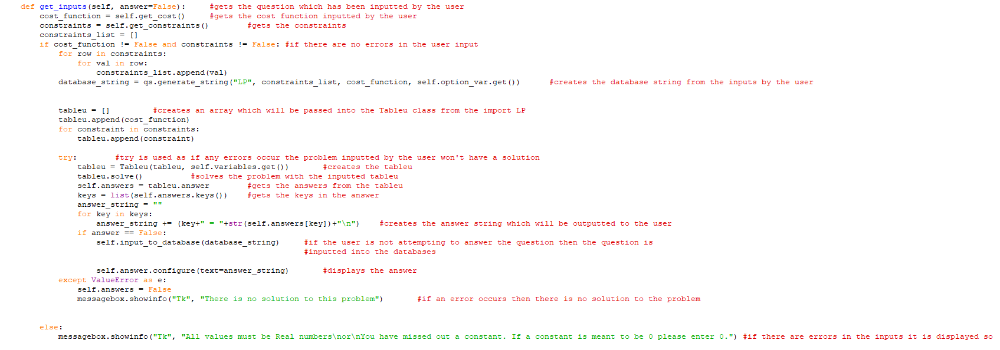 def get_inputs(self, answer=False):     #gets the question which has been inputted by the user
    cost_function = self.get_cost()     #gets the cost function inputted by the user
    constraints = self.get_constraints()        #gets the constraints
    constraints_list = []
    if cost_function != False and constraints != False: #if there are no errors in the user input
        for row in constraints:
            for val in row:
                constraints_list.append(val)
        database_string = qs.generate_string("LP", constraints_list, cost_function, self.option_var.get())      #creates the database string from the inputs by the user
        tableu = []         #creates an array which will be passed into the Tableu class from the import LP
        tableu.append(cost_function)
        for constraint in constraints:
            tableu.append(constraint)
        try:        #try is used as if any errors occur the problem inputted by the user won't have a solution
            tableu = Tableu(tableu, self.variables.get())       #creates the tableu
            tableu.solve()          #solves the problem with the inputted tableu
            self.answers = tableu.answer        #gets the answers from the tableu
            keys = list(self.answers.keys())    #gets the keys in the answer
            answer_string = ""
            for key in keys:
                answer_string += (key+" = "+str(self.answers[key])+"\n")    #creates the answer string which will be outputted to the user
            if answer == False:
                self.input_to_database(database_string)     #if the user is not attempting to answer the question then the question is
                                                            #inputted into the databases
                self.answer.configure(text=answer_string)       #displays the answer
        except ValueError as e:
            self.answers = False
            messagebox.showinfo("Tk", "There is no solution to this problem")       #if an error occurs then there is no solution to the problem
    else:
        messagebox.showinfo("Tk", "All values must be Real numbers\nor\nYou have missed out a constant. If a constant is meant to be 0 please enter 0.") #if there are errors in the inputs it is displayed so